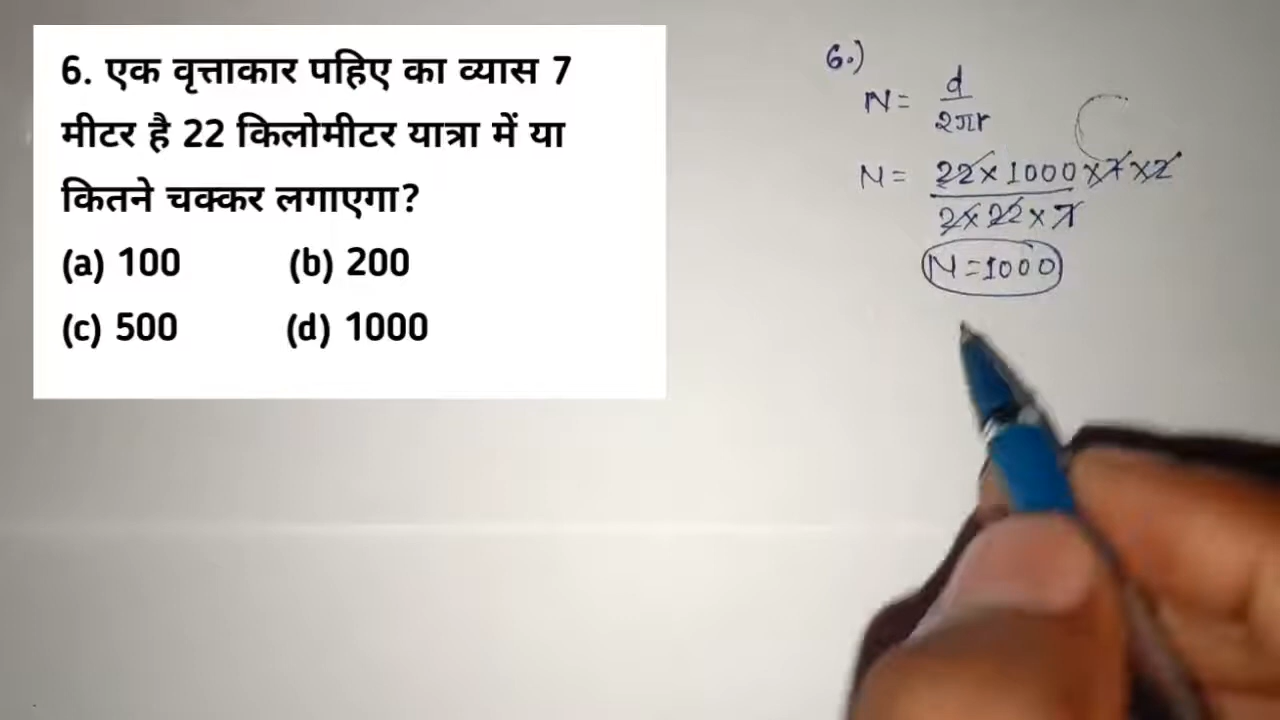 6. एक वृत्ताकार पहिए का व्यास 7
मीटर है 22 किलोमीटर यात्रा में या
कितने चक्कर लगाएगा?
(a) 100 (b) 200
(c) 500 (d) 1000
6.)
N = d / 2πr
N = 22 × 1000 × 7 × 2 / 2 × 22 × 7
N = 1000